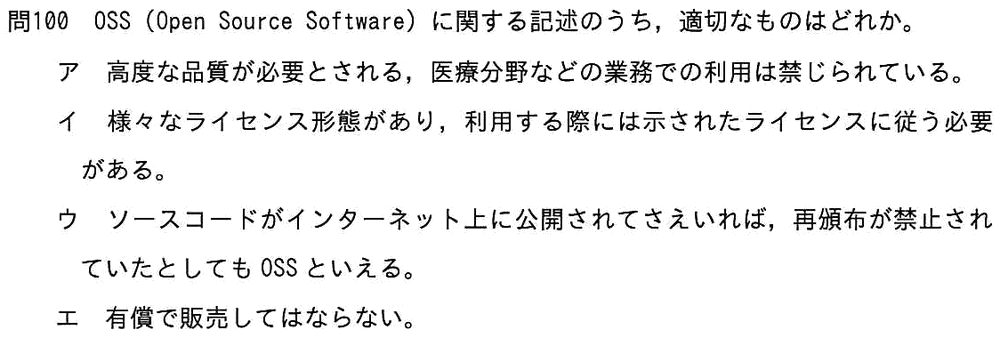 問100 OSS（Open Source Software）に関する記述のうち，適切なものはどれか。
ア 高度な品質が必要とされる，医療分野などの業務での利用は禁じられている。
イ 様々なライセンス形態があり，利用する際には示されたライセンスに従う必要
がある。
ウ ソースコードがインターネット上に公開されてさえいれば，再頒布が禁止され
ていたとしても OSS といえる。
エ 有償で販売してはならない。